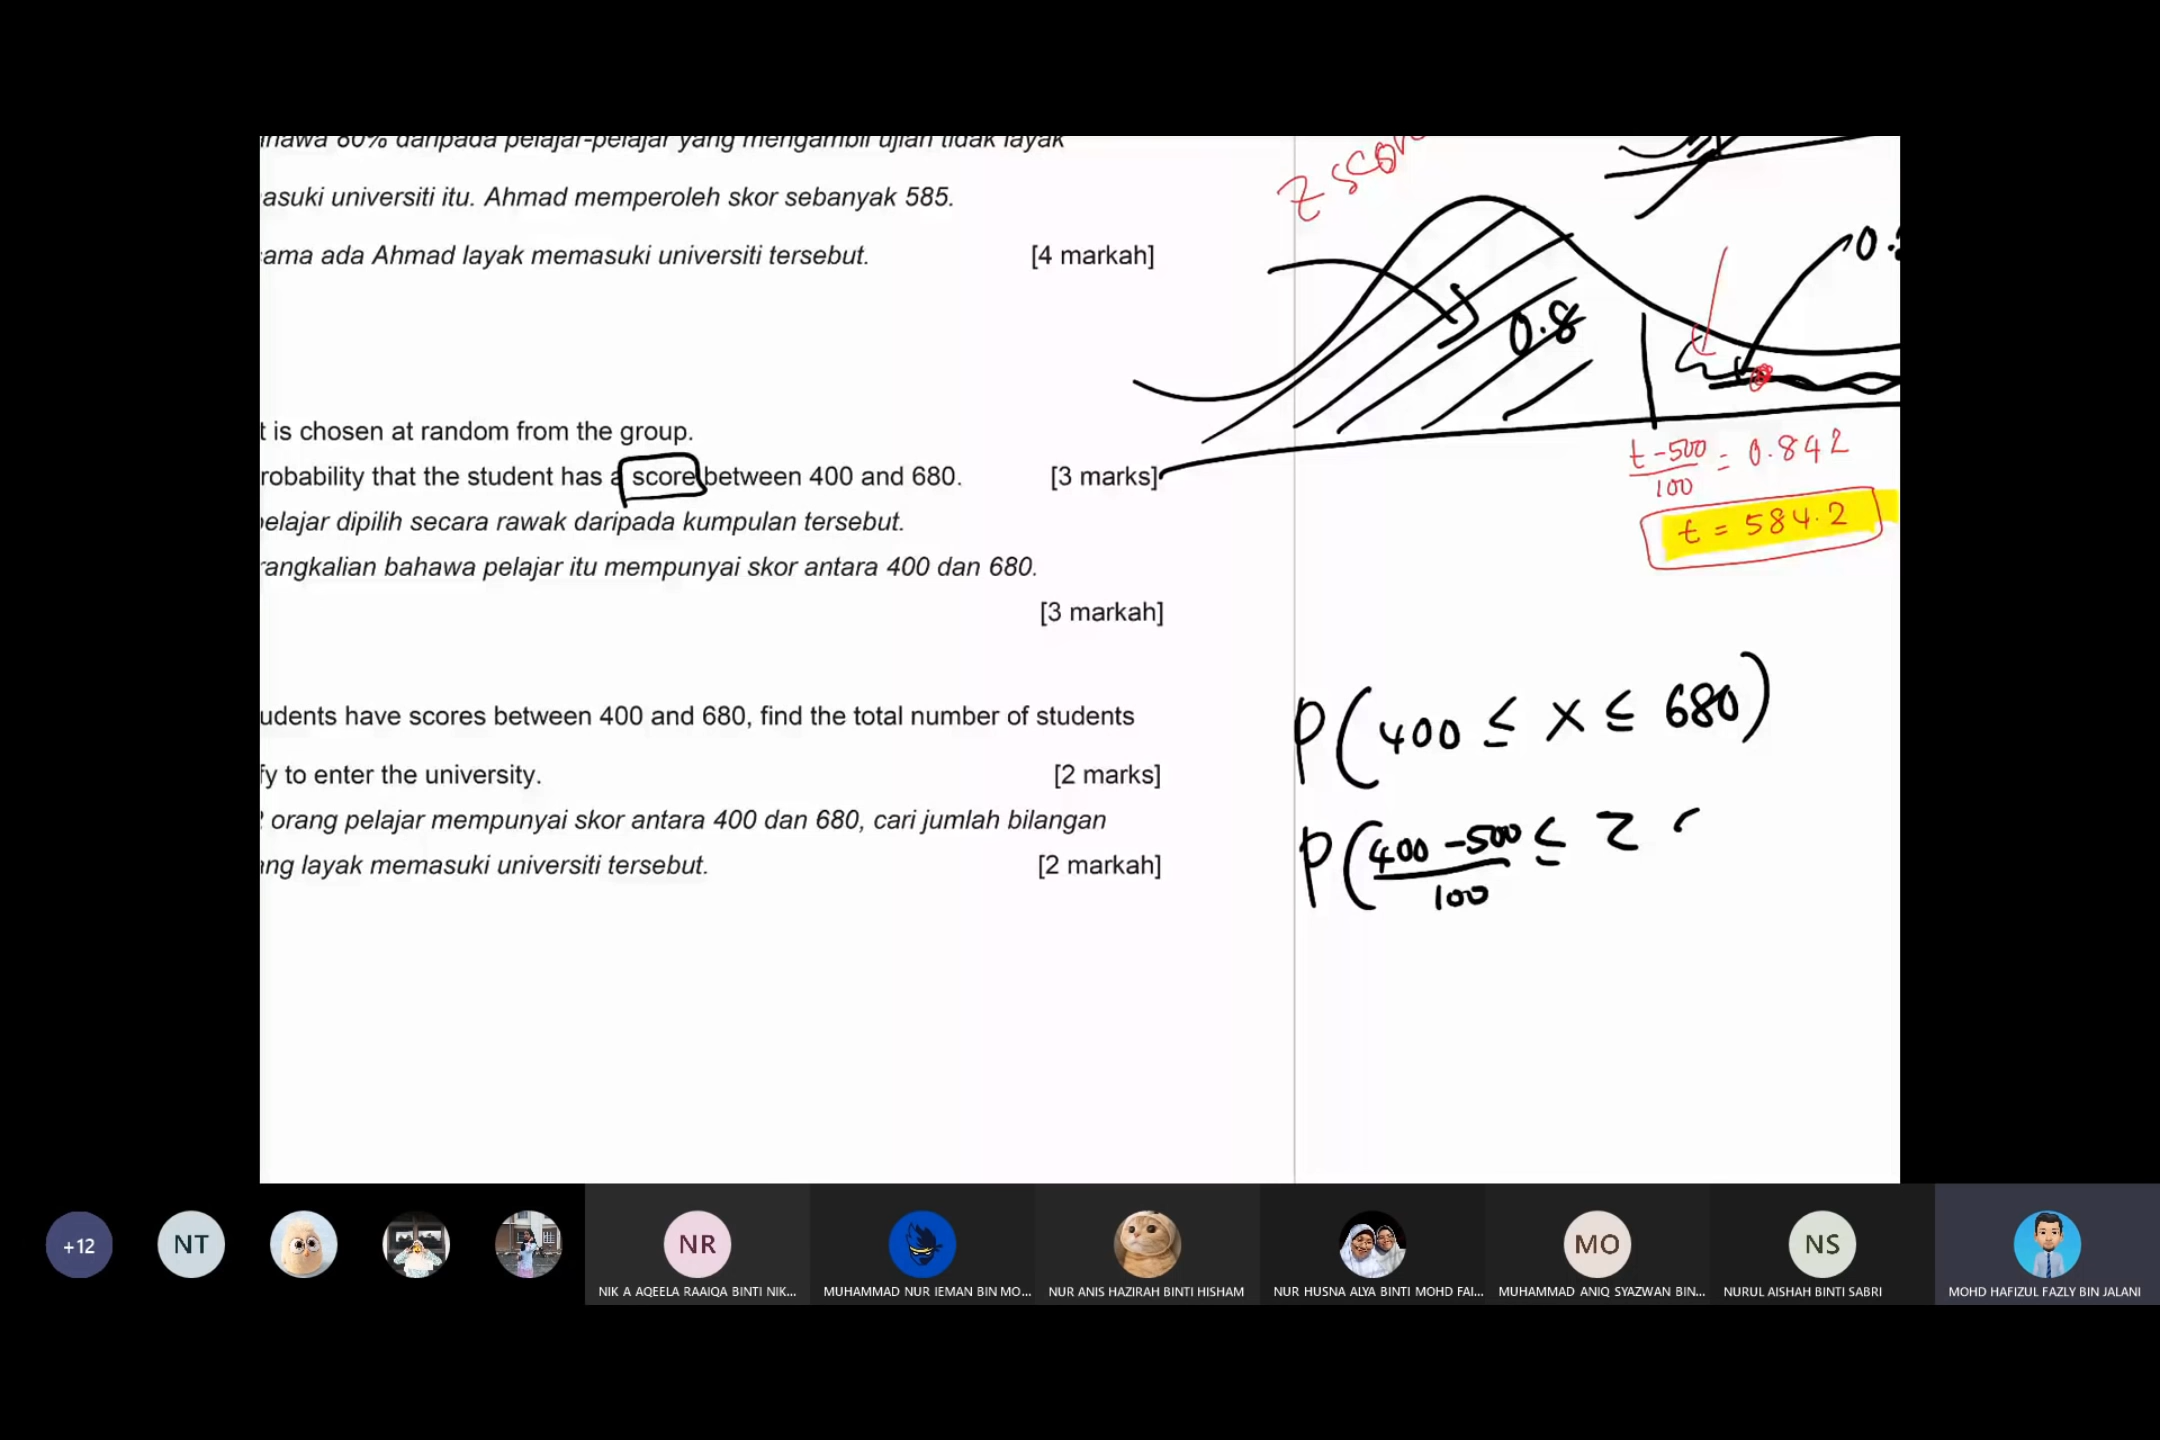 daripada pelajar-pelajar yang mengambil ujian tidak layak
asuki universiti itu. Ahmad memperoleh skor sebanyak 585.
ama ada Ahmad layak memasuki universiti tersebut. [4 markah]
z score
0.8
t is chosen at random from the group.
robability that the student has a score between 400 and 680. [3 marks]
pelajar dipilih secara rawak daripada kumpulan tersebut.
rangkalian bahawa pelajar itu mempunyai skor antara 400 dan 680.
[3 markah]
t - 500 / 100 = 0.842
t = 584.2
udents have scores between 400 and 680, find the total number of students
fy to enter the university. [2 marks]
orang pelajar mempunyai skor antara 400 dan 680, cari jumlah bilangan
ang layak memasuki universiti tersebut. [2 markah]
P(400 ≤ X ≤ 680)
P(400 - 500 / 100 ≤ Z
+12
NT
NR
MO
NS
NIK A AQEELA RAAIQA BINTI NIK...
MUHAMMAD NUR IEMAN BIN MO...
NUR ANIS HAZIRAH BINTI HISHAM
NUR HUSNA ALYA BINTI MOHD FAI...
MUHAMMAD ANIQ SYAZWAN BIN...
NURUL AISHAH BINTI SABRI
MOHD HAFIZUL FAZLY BIN JALANI